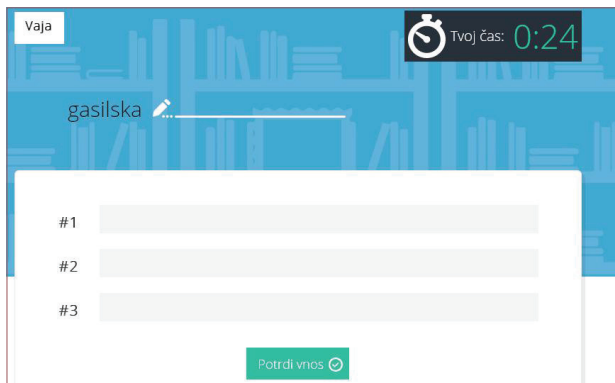 Vaja
Tvoj čas: 0:24
gasilska
#1
#2
#3
Potrdi vnos